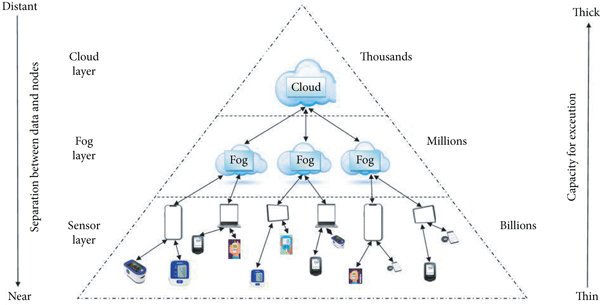 Distant
Thick
Cloud
layer
Thousands
Cloud
Separation between data and nodes
Capacity for exceution
Fog
layer
Millions
Fog
Fog
Fog
Sensor
layer
Billions
Near
Thin